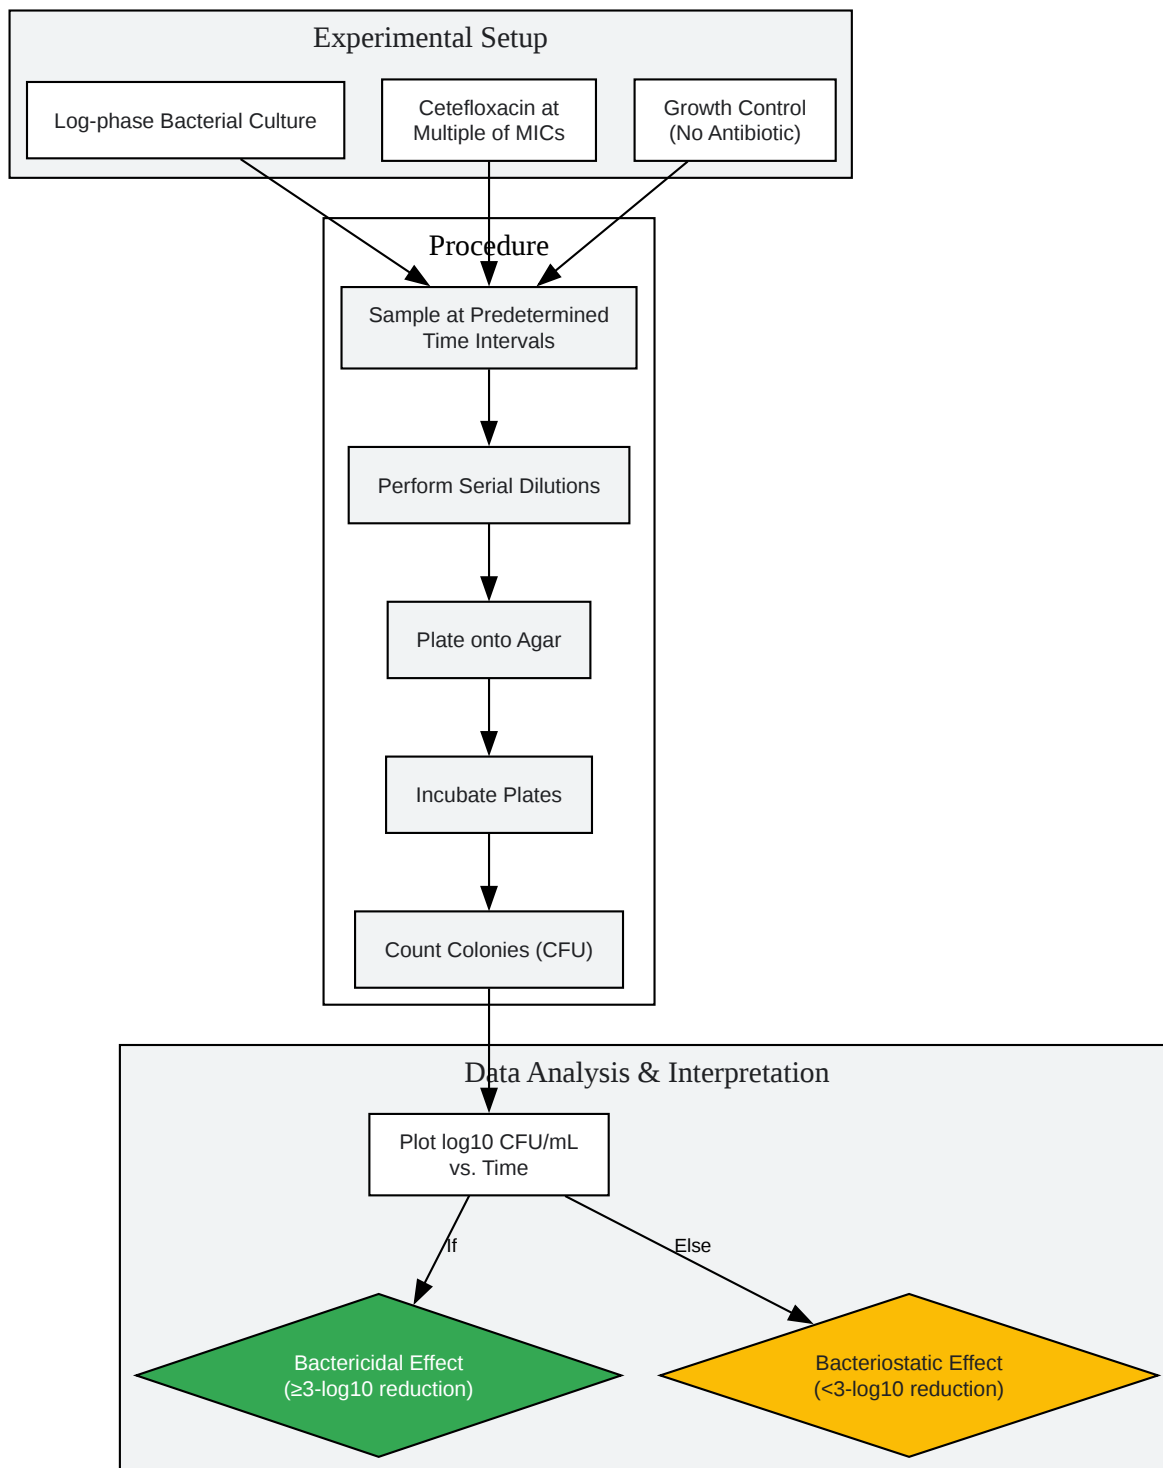 Experimental Setup
Log-phase Bacterial Culture
Cetefloxacin at
Multiple of MICs
Growth Control
(No Antibiotic)
Procedure
Sample at Predetermined
Time Intervals
Perform Serial Dilutions
Plate onto Agar
Incubate Plates
Count Colonies (CFU)
Data Analysis & Interpretation
Plot log10 CFU/mL
vs. Time
If
Else
Bactericidal Effect
(≥3-log10 reduction)
Bacteriostatic Effect
(<3-log10 reduction)